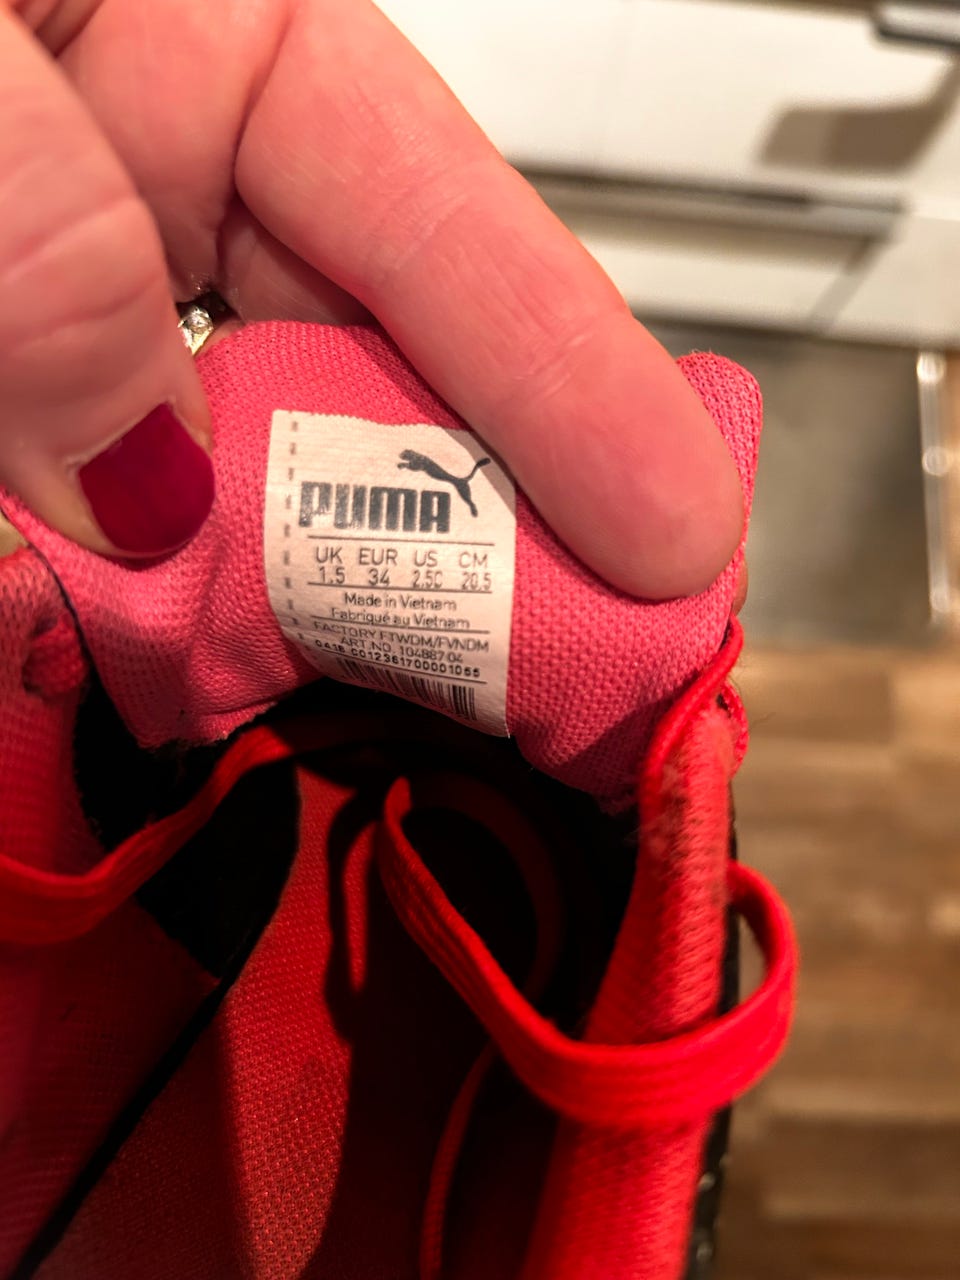 PUMA
UK EUR US CM
1.5 34 2.5C 20.5
Made in Vietnam
Fabriqué au Vietnam
FACTORY FTWDM/FVNDM
ART.NO. 104887 04
C012361700001055